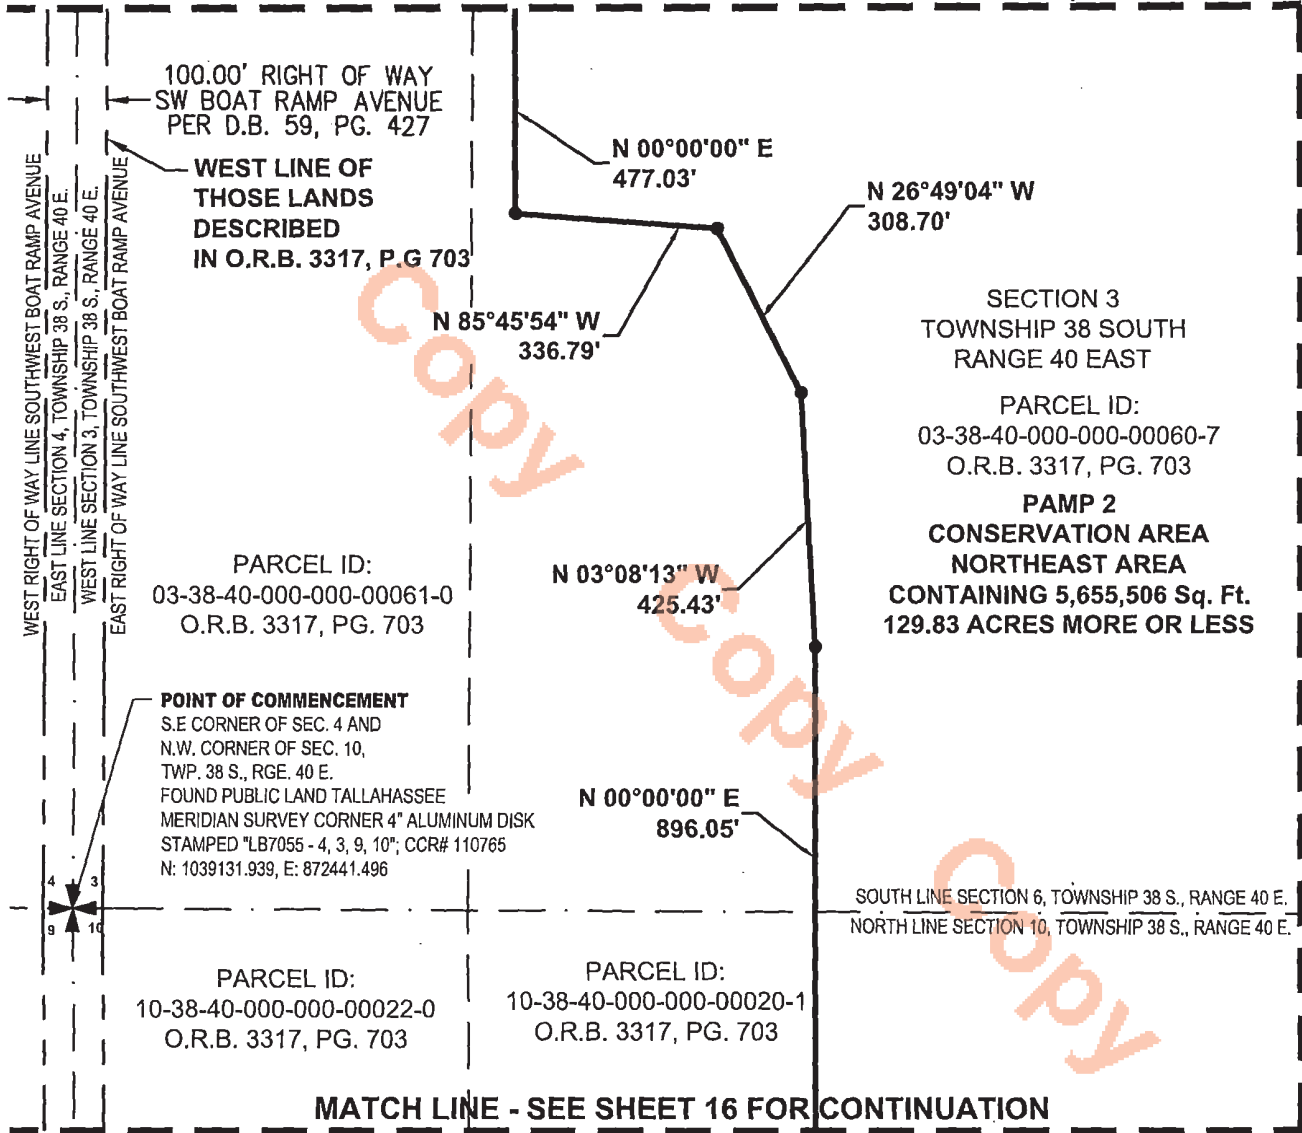 100.00' RIGHT OF WAY
SW BOAT RAMP AVENUE
PER D.B. 59, PG. 427
WEST LINE OF
THOSE LANDS
DESCRIBED
IN O.R.B. 3317, P.G 703
N 00°00'00" E
477.03'
N 26°49'04" W
308.70'
N 85°45'54" W
336.79'
SECTION 3
TOWNSHIP 38 SOUTH
RANGE 40 EAST
PARCEL ID:
03-38-40-000-000-00060-7
O.R.B. 3317, PG. 703
PAMP 2
CONSERVATION AREA
NORTHEAST AREA
CONTAINING 5,655,506 Sq. Ft.
129.83 ACRES MORE OR LESS
WEST RIGHT OF WAY LINE SOUTHWEST BOAT RAMP AVENUE
EAST LINE SECTION 4, TOWNSHIP 38 S., RANGE 40 E.
WEST LINE SECTION 3, TOWNSHIP 38 S., RANGE 40 E.
EAST RIGHT OF WAY LINE SOUTHWEST BOAT RAMP AVENUE
PARCEL ID:
03-38-40-000-000-00061-0
O.R.B. 3317, PG. 703
N 03°08'13" W
425.43'
POINT OF COMMENCEMENT
S.E CORNER OF SEC. 4 AND
N.W. CORNER OF SEC. 10,
TWP. 38 S., RGE. 40 E.
FOUND PUBLIC LAND TALLAHASSEE
MERIDIAN SURVEY CORNER 4" ALUMINUM DISK
STAMPED "LB7055 - 4, 3, 9, 10"; CCR# 110765
N: 1039131.939, E: 872441.496
N 00°00'00" E
896.05'
4 3
9 10
SOUTH LINE SECTION 6, TOWNSHIP 38 S., RANGE 40 E.
NORTH LINE SECTION 10, TOWNSHIP 38 S., RANGE 40 E.
PARCEL ID:
10-38-40-000-000-00022-0
O.R.B. 3317, PG. 703
PARCEL ID:
10-38-40-000-000-00020-1
O.R.B. 3317, PG. 703
MATCH LINE - SEE SHEET 16 FOR CONTINUATION
Copy
Copy
Copy